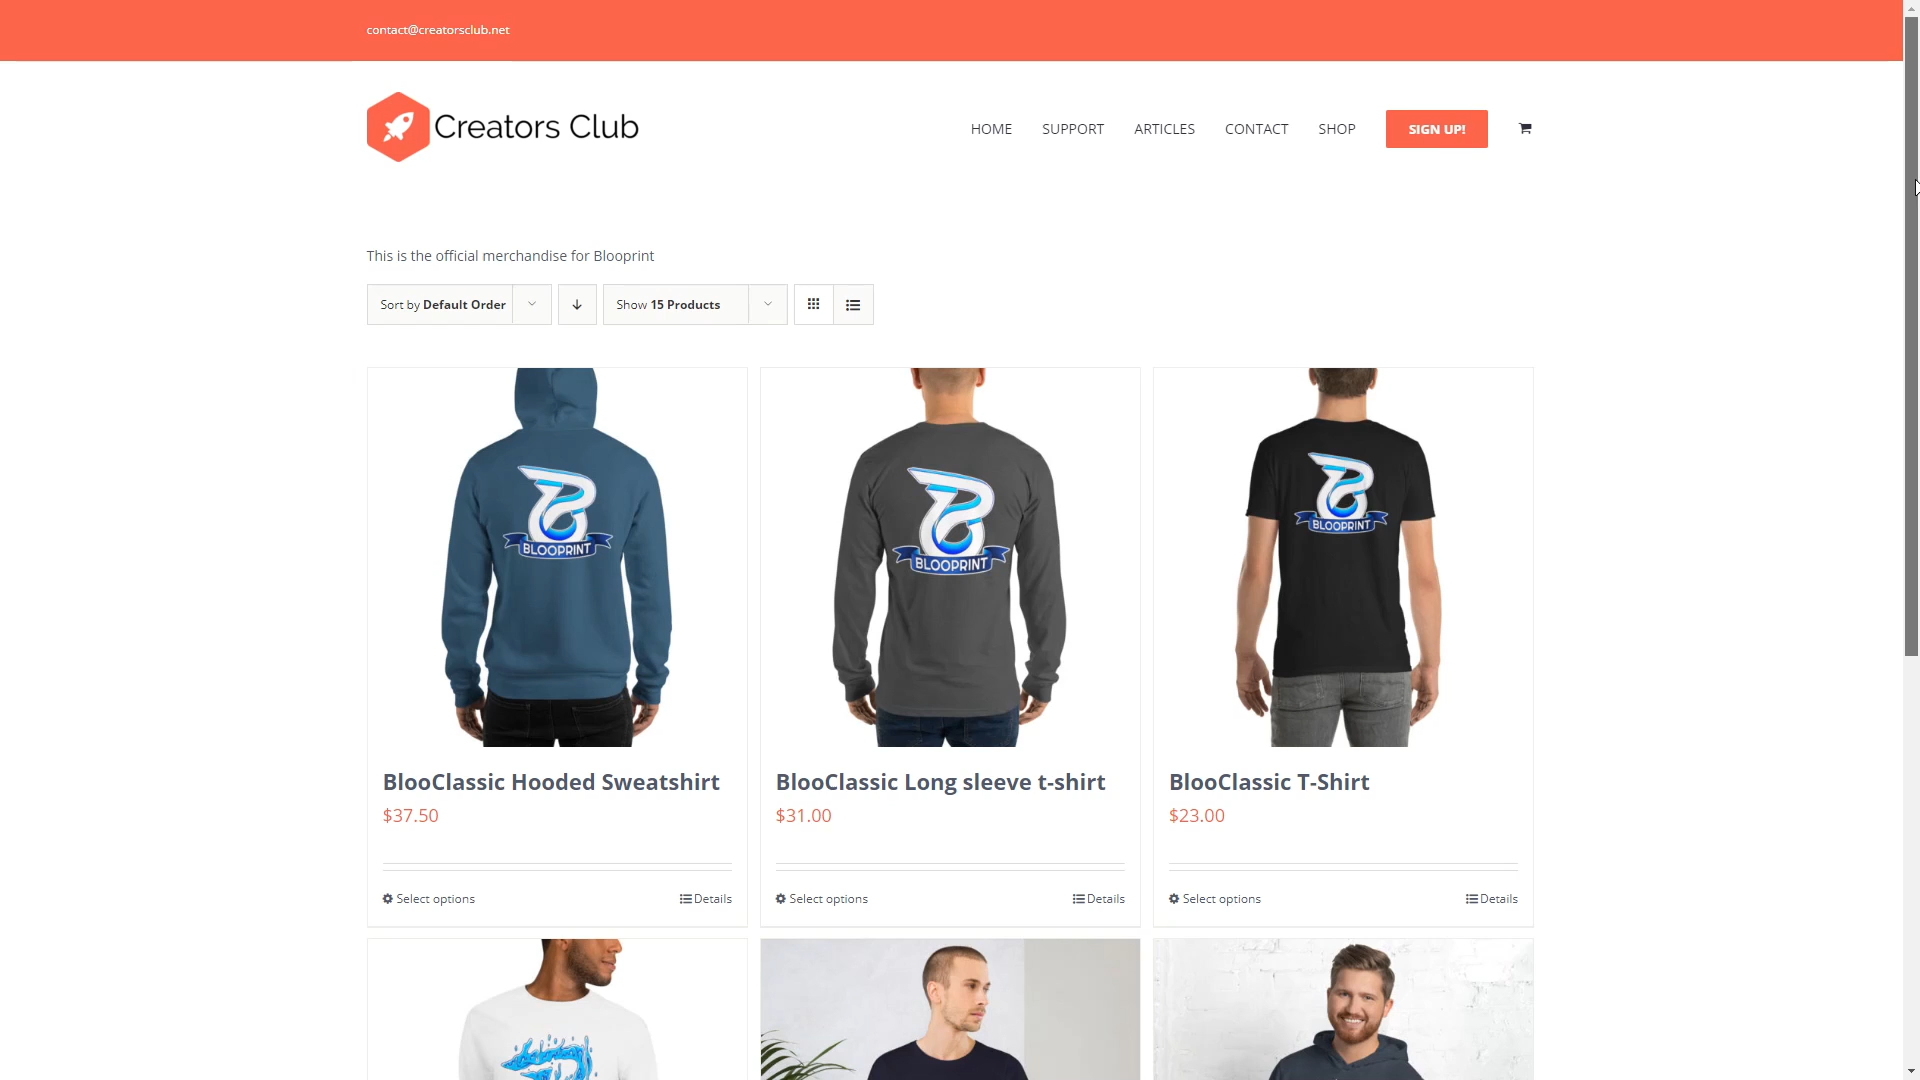 contact@creatorsclub.net
Creators Club
HOME
SUPPORT
ARTICLES
CONTACT
SHOP
SIGN UP!
This is the official merchandise for Blooprint
Sort by Default Order
Show 15 Products
BLOOPRINT
BLOOPRINT
BLOOPRINT
BlooClassic Hooded Sweatshirt
BlooClassic Long sleeve t-shirt
BlooClassic T-Shirt
$37.50
$31.00
$23.00
Select options
Details
Select options
Details
Select options
Details